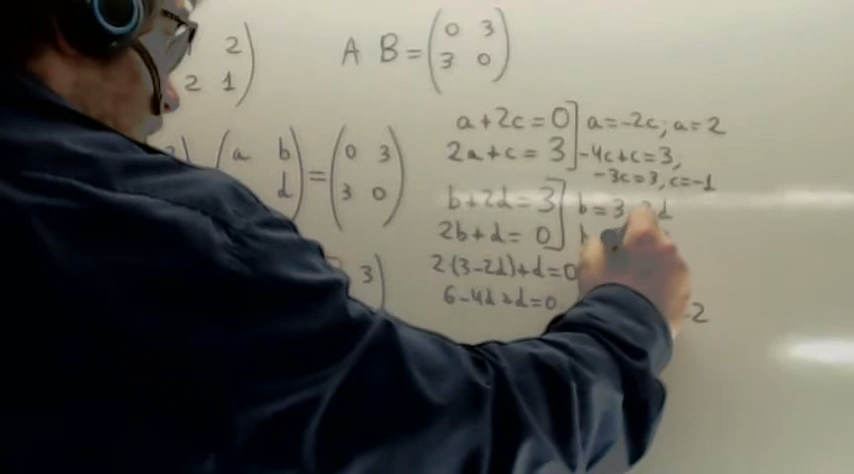 2
2 1
A B = ( 0 3
3 0 )
( a b
d ) = ( 0 3
3 0 )
3
a + 2c = 0
2a + c = 3
a = -2c; a = 2
-4c + c = 3,
-3c = 3, c = -1
b + 2d = 3
2b + d = 0
b = 3
2·(3-2d)+d=0
6-4d+d=0
-2